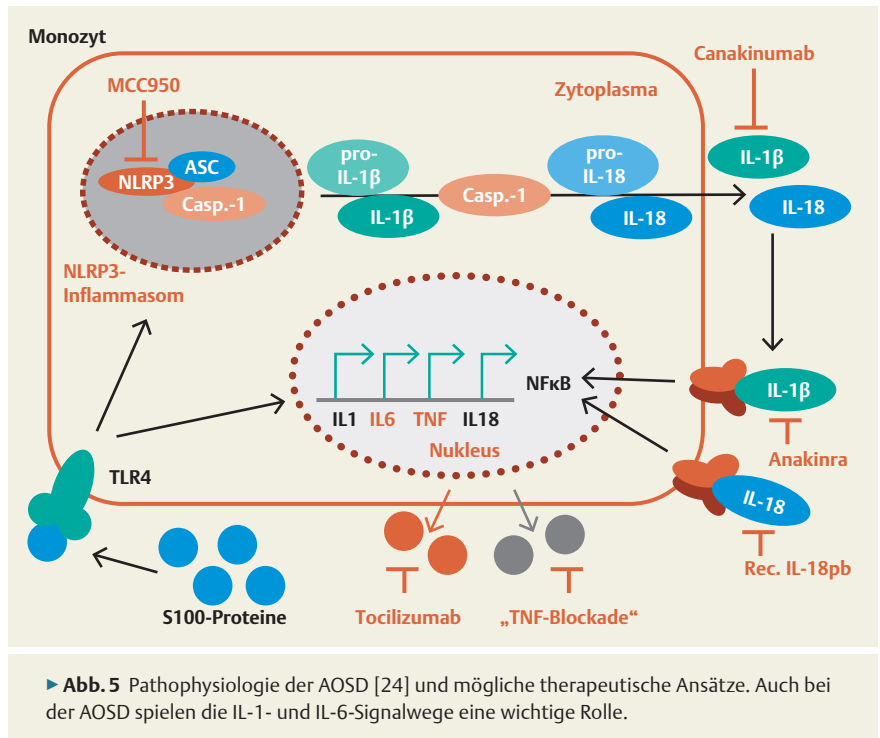 Monozyt
Canakinumab
MCC950
Zytoplasma
pro-
IL-1β
pro-
IL-18
IL-1β
ASC
NLRP3
Casp.-1
Casp.-1
IL-1β
IL-18
IL-18
NLRP3-
Inflammasom
NFκB
IL-1β
IL1 IL6 TNF IL18
Nukleus
Anakinra
TLR4
IL-18
Rec. IL-18pb
S100-Proteine
Tocilizumab
„TNF-Blockade“
► Abb. 5 Pathophysiologie der AOSD [24] und mögliche therapeutische Ansätze. Auch bei
der AOSD spielen die IL-1- und IL-6-Signalwege eine wichtige Rolle.